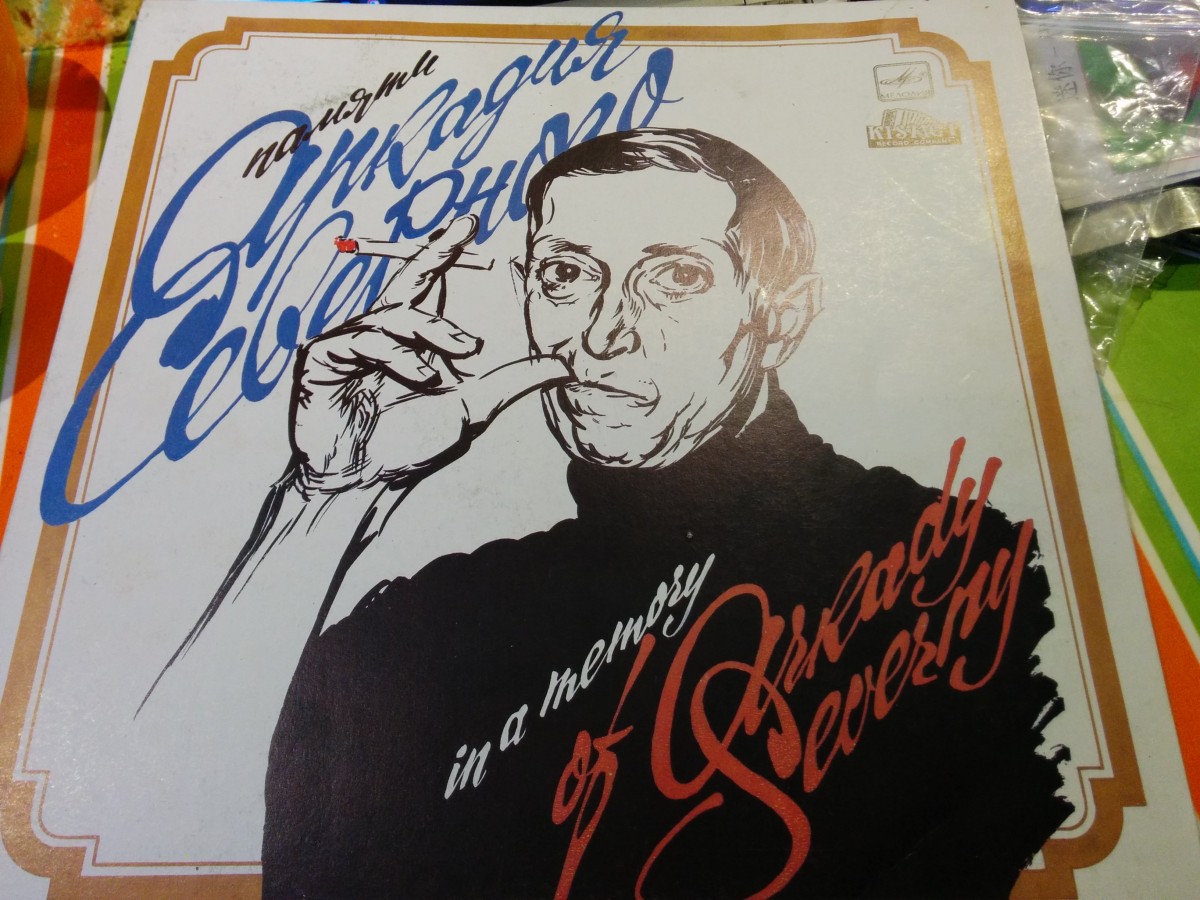 памяти
Аркадия
Северного
in a memory
of Arkady
Severny